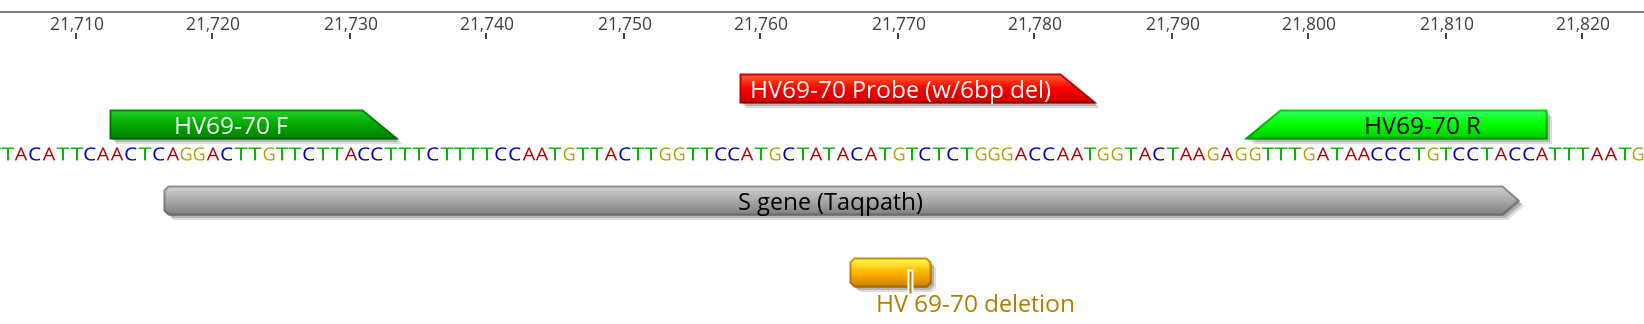 21,710 21,720 21,730 21,740 21,750 21,760 21,770 21,780 21,790 21,800 21,810 21,820
HV69-70 Probe (w/6bp del)
HV69-70 F HV69-70 R
TTACATTCAACTCAGGACTTGTTCTTACCTTTCTTTTCCAATGTTACTTGGTTCCATGCTATACATGTCTCTGGGACCAATGGTACTAAGAGGTTTGATAACCCTGTCCTACCATTTAATG
S gene (Taqpath)
HV 69-70 deletion